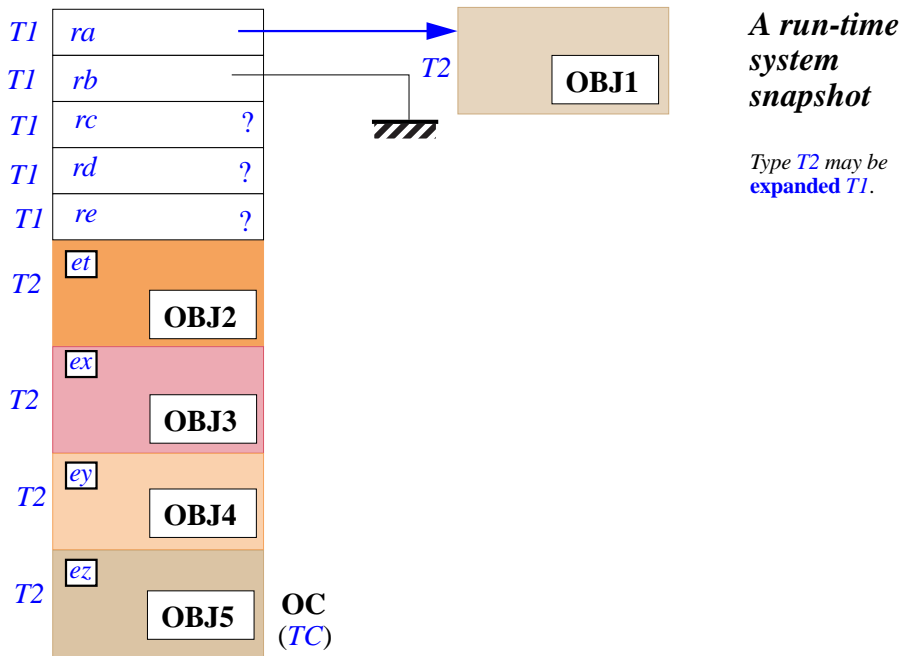 T1 ra
T2
OBJ1
A run-time
system
snapshot
T1 rb
T1 rc ?
T1 rd ?
Type T2 may be
expanded T1.
T1 re ?
et
T2
OBJ2
ex
T2
OBJ3
ey
T2
OBJ4
ez
T2
OBJ5
OC
(TC)